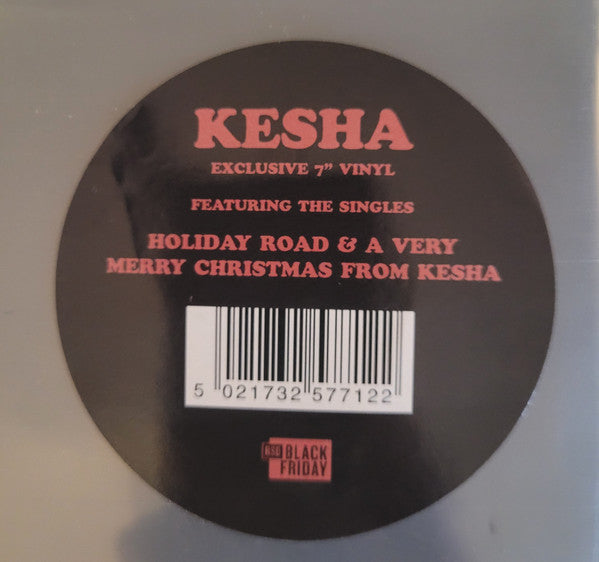 KESHA
EXCLUSIVE 7” VINYL
FEATURING THE SINGLES
HOLIDAY ROAD & A VERY
MERRY CHRISTMAS FROM KESHA
5 021732 577122
RSD BLACK
FRIDAY